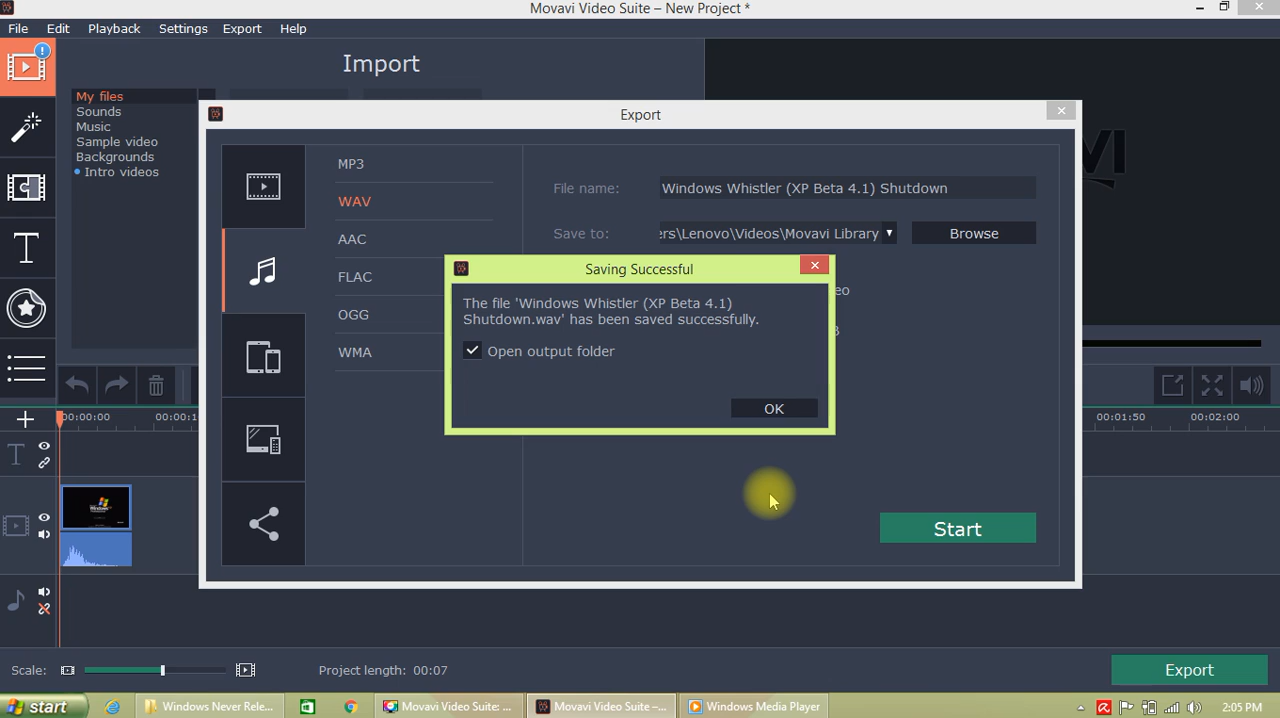 Movavi Video Suite – New Project *
File Edit Playback Settings Export Help
Import
My files
Sounds
Music
Sample video
Backgrounds
Intro videos
Export
MP3
WAV
AAC
FLAC
OGG
WMA
File name: Windows Whistler (XP Beta 4.1) Shutdown
Save to: ers\Lenovo\Videos\Movavi Library Browse
eo
Saving Successful
The file 'Windows Whistler (XP Beta 4.1)
Shutdown.wav' has been saved successfully.
Open output folder
OK
Start
00:00:00 00:00:1 00:01:50 00:02:00
Scale: Project length: 00:07 Export
start Windows Never Rele... Movavi Video Suite: ... Movavi Video Suite –... Windows Media Player 2:05 PM